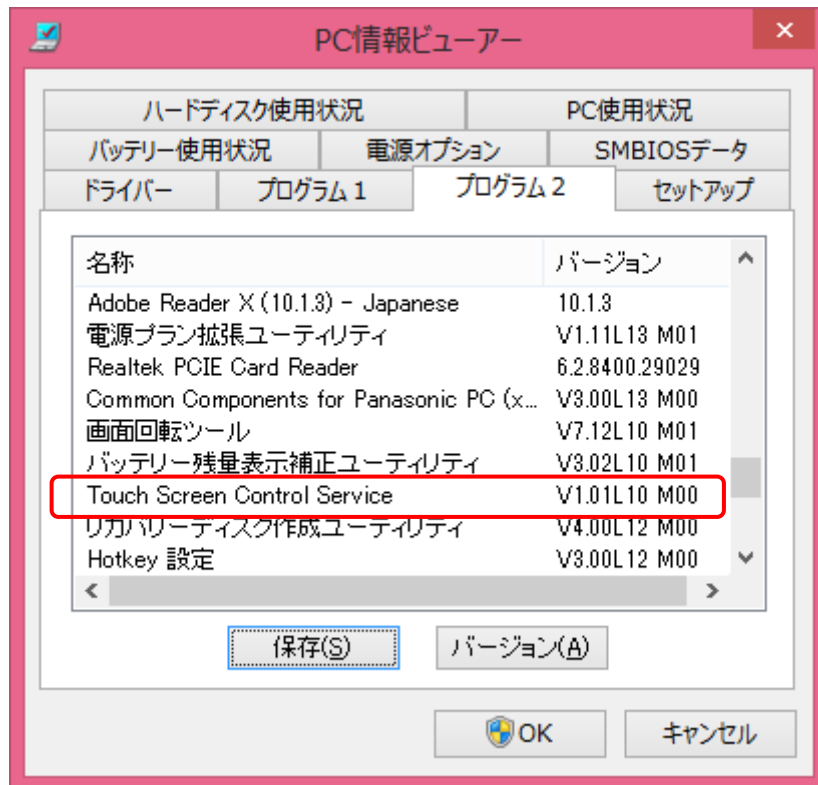 PC情報ビューアー
ハードディスク使用状況 PC使用状況
バッテリー使用状況 電源オプション SMBIOSデータ
ドライバー プログラム 1 プログラム 2 セットアップ
名称 バージョン
Adobe Reader X (10.1.3) - Japanese 10.1.3
電源プラン拡張ユーティリティ V1.11L13 M01
Realtek PCIE Card Reader 6.2.8400.29029
Common Components for Panasonic PC (x... V3.00L13 M00
画面回転ツール V7.12L10 M01
バッテリー残量表示補正ユーティリティ V3.02L10 M01
Touch Screen Control Service V1.01L10 M00
リカバリーディスク作成ユーティリティ V4.00L12 M00
Hotkey 設定 V3.00L12 M00
保存(S) バージョン(A)
OK キャンセル